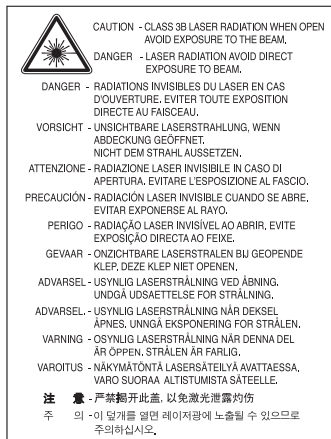 CAUTION - CLASS 3B LASER RADIATION WHEN OPEN
AVOID EXPOSURE TO THE BEAM.
DANGER - LASER RADIATION AVOID DIRECT
EXPOSURE TO BEAM.
DANGER - RADIATIONS INVISIBLES DU LASER EN CAS
D'OUVERTURE. EVITER TOUTE EXPOSITION
DIRECTE AU FAISCEAU.
VORSICHT - UNSICHTBARE LASERSTRAHLUNG, WENN
ABDECKUNG GEÖFFNET.
NICHT DEM STRAHL AUSSETZEN.
ATTENZIONE - RADIAZIONE LASER INVISIBILE IN CASO DI
APERTURA. EVITARE L'ESPOSIZIONE AL FASCIO.
PRECAUCIÓN - RADIACIÓN LASER INVISIBLE CUANDO SE ABRE.
EVITAR EXPONERSE AL RAYO.
PERIGO - RADIAÇÃO LASER INVISÍVEL AO ABRIR. EVITE
EXPOSIÇÃO DIRECTA AO FEIXE.
GEVAAR - ONZICHTBARE LASERSTRALEN BIJ GEOPENDE
KLEP. DEZE KLEP NIET OPENEN.
ADVARSEL - USYNLIG LASERSTRÅLNING VED ÅBNING.
UNDGÅ UDSAETTELSE FOR STRÅLNING.
ADVARSEL. - USYNLIG LASERSTRÅLNING NÅR DEKSEL
ÅPNES. UNNGÅ EKSPONERING FOR STRÅLEN.
VARNING - OSYNLIG LASERSTRÅLNING NÄR DENNA DEL
ÄR ÖPPEN. STRÅLEN ÄR FARLIG.
VAROITUS - NÄKYMÄTÖNTÄ LASERSÄTEILYÄ AVATTAESSA.
VARO SUORAA ALTISTUMISTA SÄTEELLE.
注 意 - 严禁揭开此盖, 以免激光泄露灼伤
주 의 - 이 덮개를 열면 레이저광에 노출될 수 있으므로
주의하십시오.